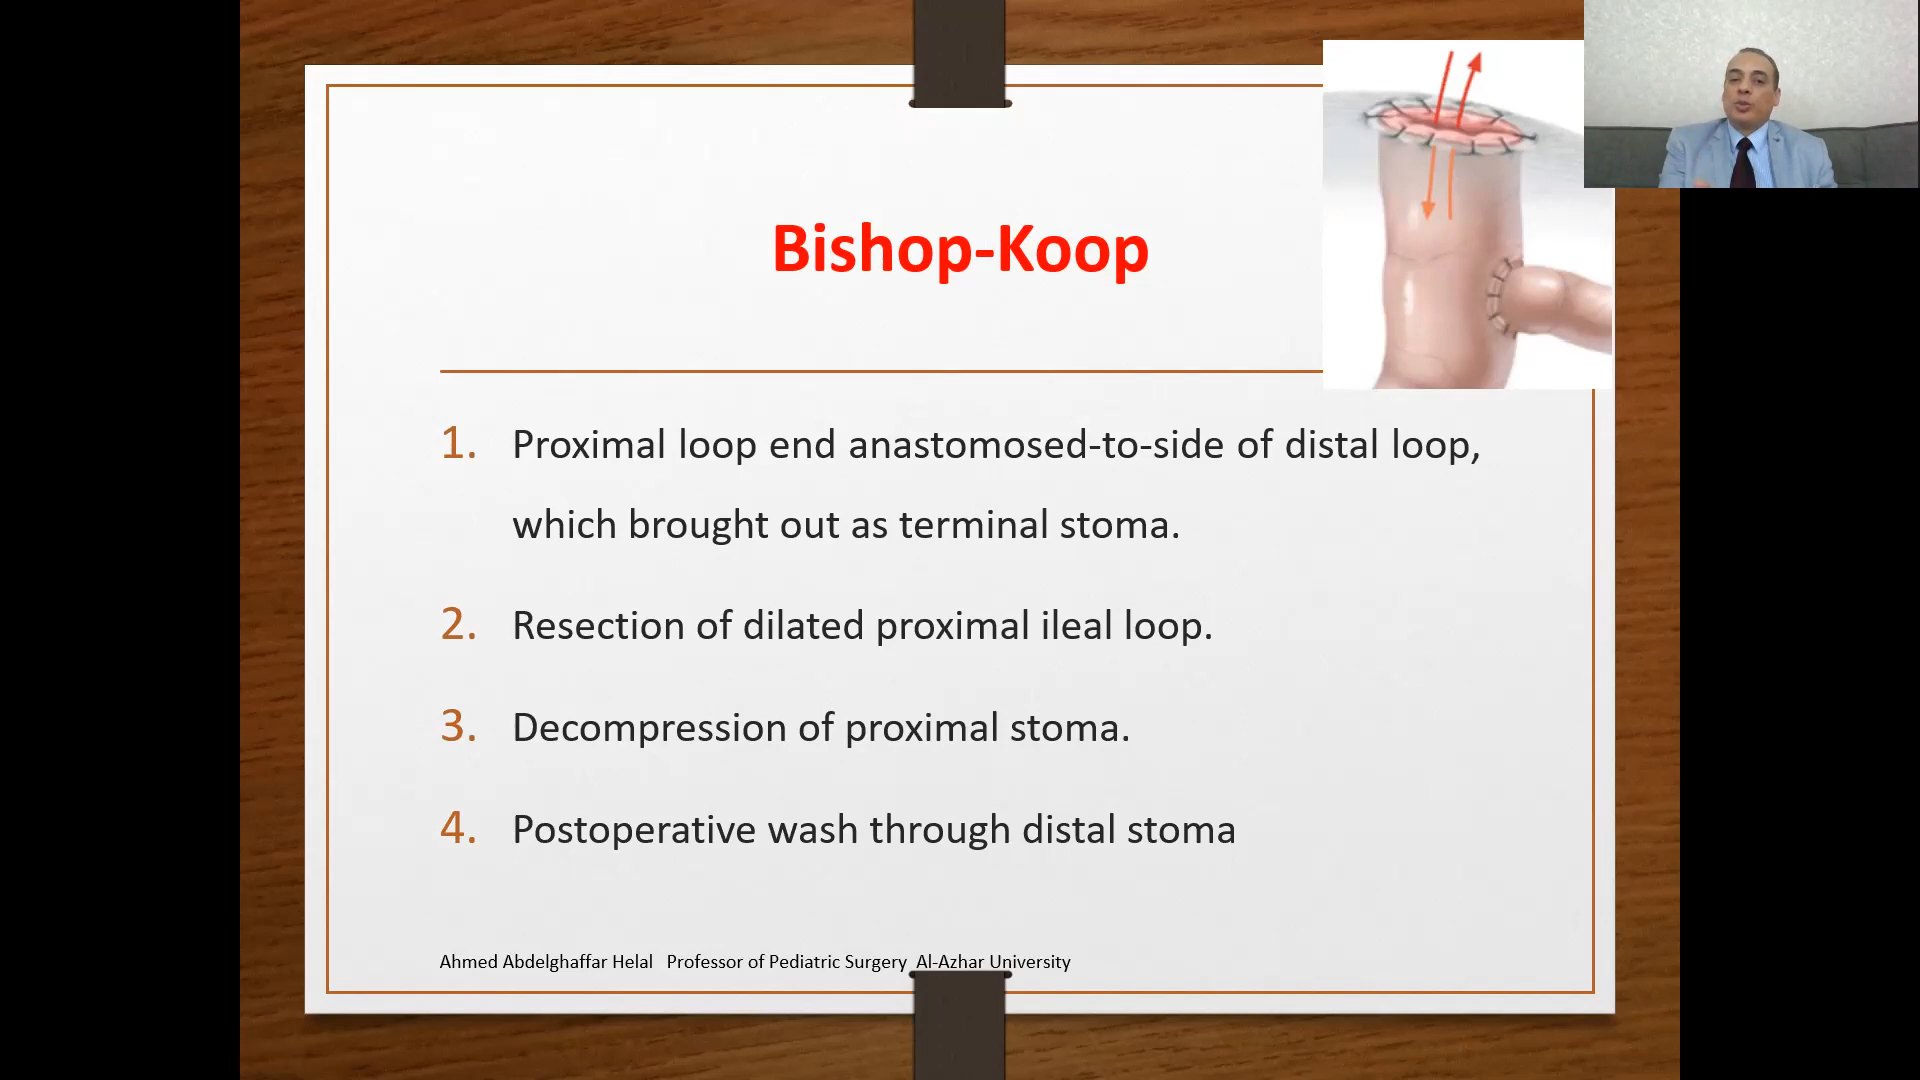 Bishop-Koop
1. Proximal loop end anastomosed-to-side of distal loop,
which brought out as terminal stoma.
2. Resection of dilated proximal ileal loop.
3. Decompression of proximal stoma.
4. Postoperative wash through distal stoma
Ahmed Abdelghaffar Helal Professor of Pediatric Surgery Al-Azhar University